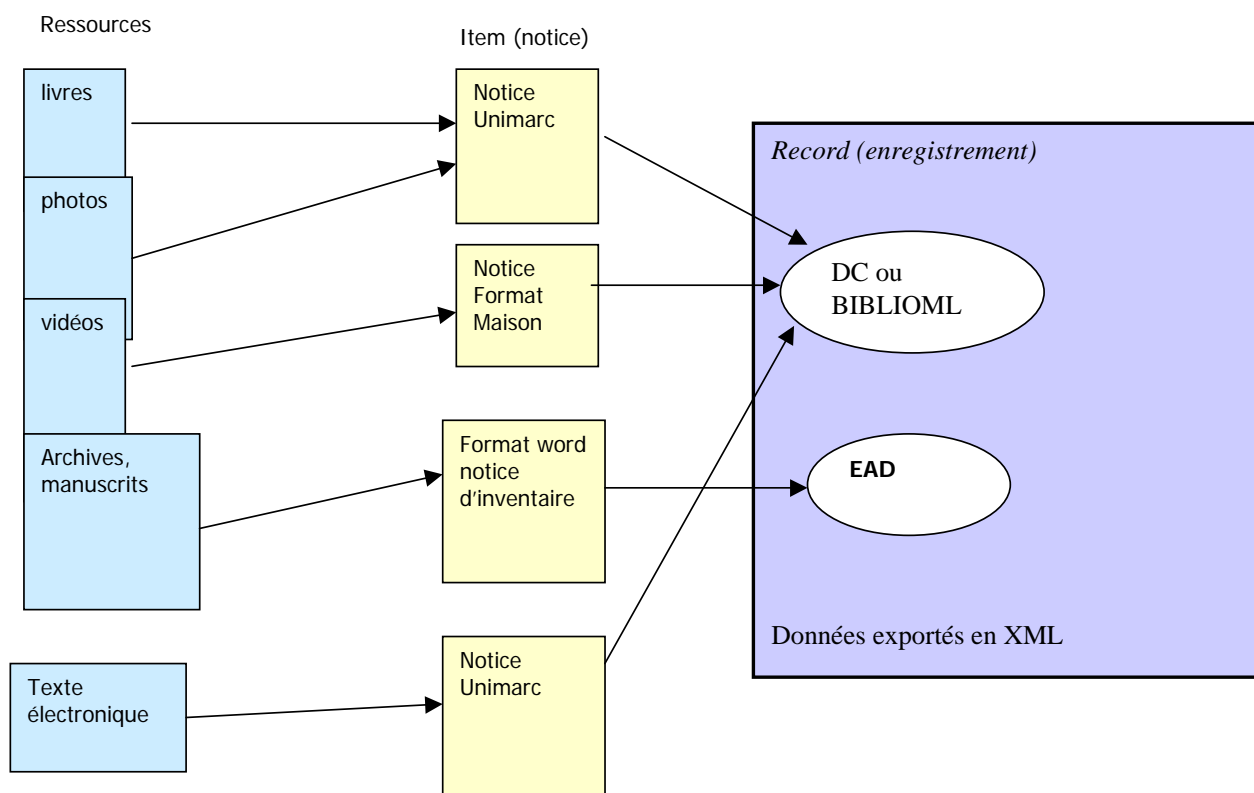 Ressources
livres
photos
vidéos
Archives,
manuscrits
Texte
électronique
Item (notice)
Notice
Unimarc
Notice
Format
Maison
Format word
notice
d'inventaire
Notice
Unimarc
Record (enregistrement)
DC ou
BIBLIOML
EAD
Données exportés en XML